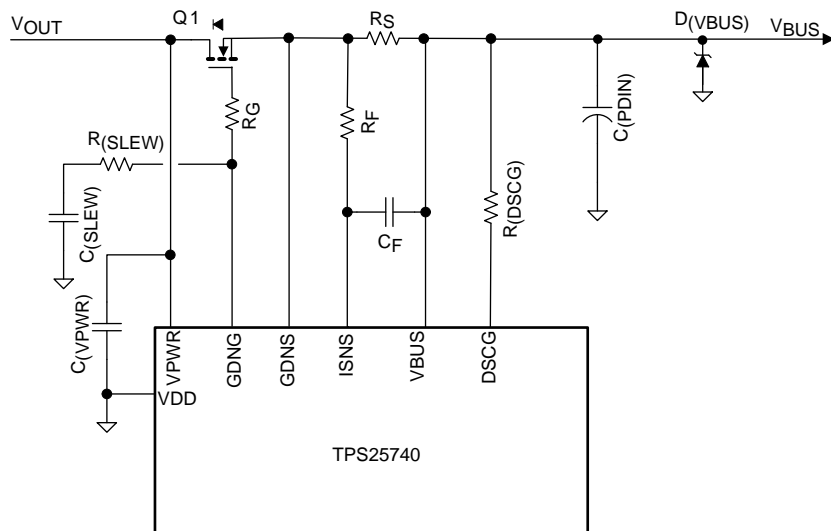 VOUT
Q1
RS
D(VBUS)
VBUS
RG
RF
C(PDIN)
R(SLEW)
C(SLEW)
R(DSCG)
CF
C(VPWR)
VPWR
GDNG
GDNS
ISNS
VBUS
DSCG
VDD
TPS25740